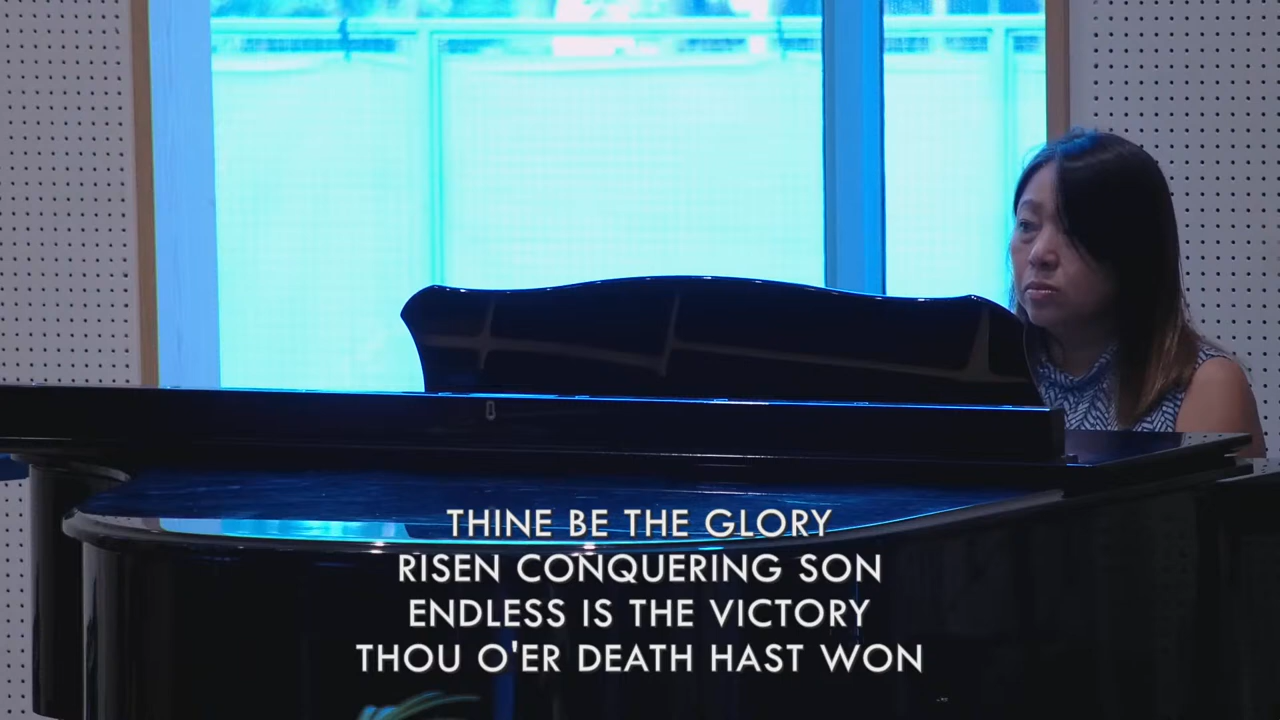 THINE BE THE GLORY
RISEN CONQUERING SON
ENDLESS IS THE VICTORY
THOU O'ER DEATH HAST WON